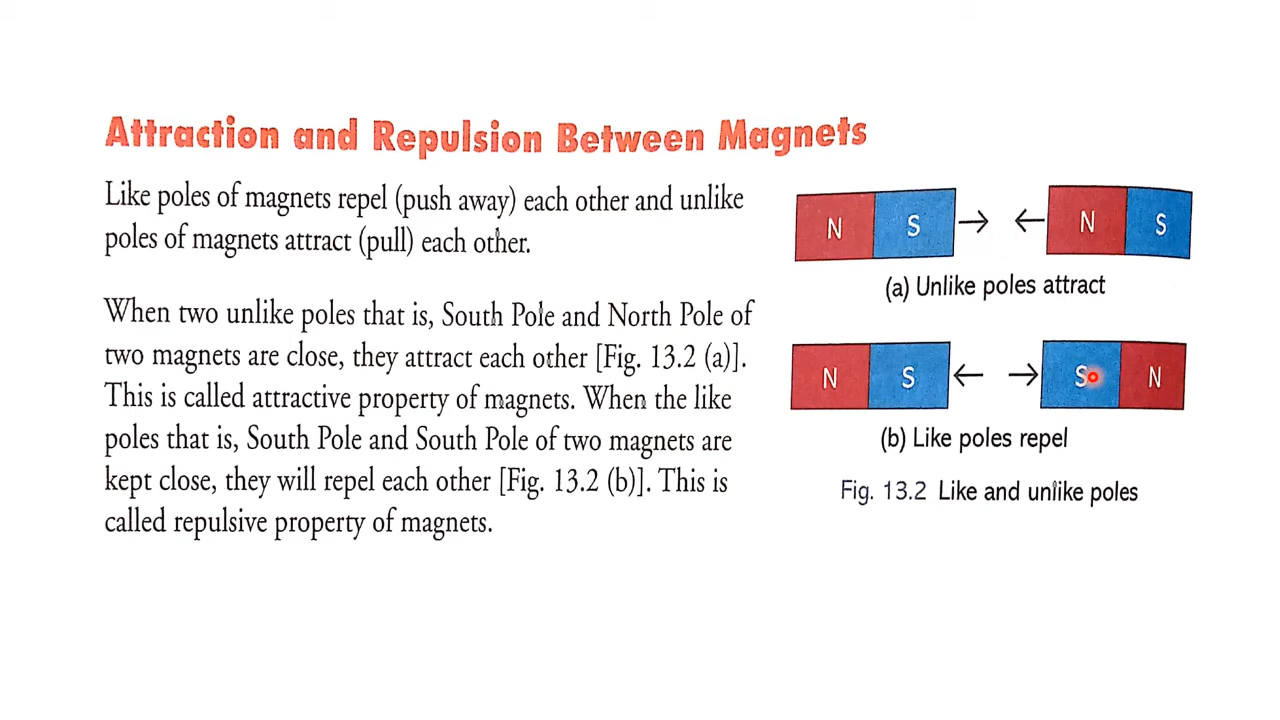 Attraction and Repulsion Between Magnets
Like poles of magnets repel (push away) each other and unlike
poles of magnets attract (pull) each other.
When two unlike poles that is, South Pole and North Pole of
two magnets are close, they attract each other [Fig. 13.2 (a)].
This is called attractive property of magnets. When the like
poles that is, South Pole and South Pole of two magnets are
kept close, they will repel each other [Fig. 13.2 (b)]. This is
called repulsive property of magnets.
N S → ← N S
(a) Unlike poles attract
N S ← → S N
(b) Like poles repel
Fig. 13.2 Like and unlike poles